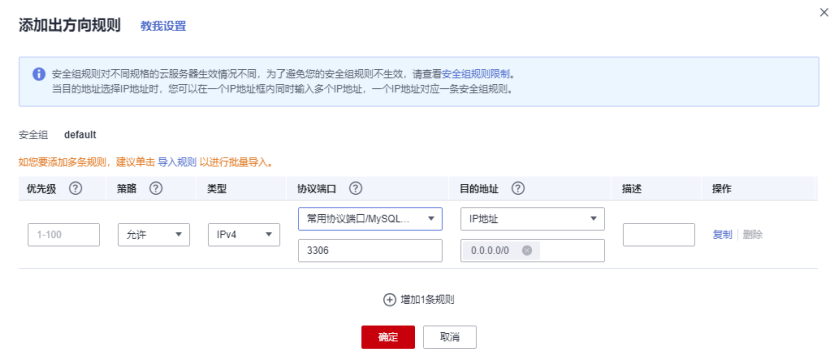 添加出方向规则 教我设置
安全组规则对不同规格的云服务器生效情况不同，为了避免您的安全组规则不生效，请查看安全组规则限制。
当目的地址选择IP地址时，您可以在一个IP地址框内同时输入多个IP地址，一个IP地址对应一条安全组规则。
安全组 default
如您要添加多条规则，建议单击 导入规则 以进行批量导入。
优先级 策略 类型 协议端口 目的地址 描述 操作
1-100 允许 IPv4 常用协议端口/MySQL... IP地址 复制 删除
3306 0.0.0.0/0
增加1条规则
确定 取消